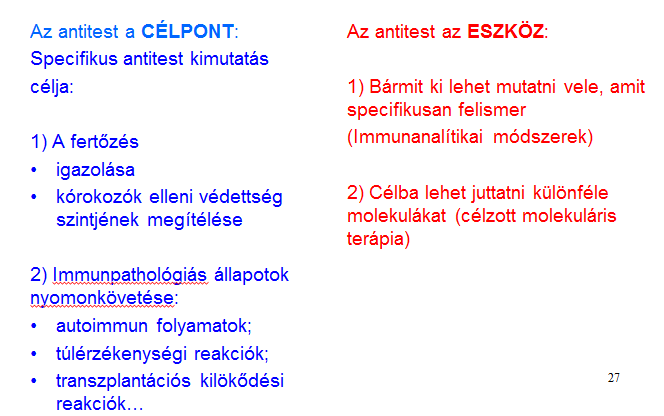 Az antitest a CÉLPONT:
Specifikus antitest kimutatás
célja:
1) A fertőzés
• igazolása
• kórokozók elleni védettség
szintjének megítélése
2) Immunpathológiás állapotok
nyomonkövetése:
• autoimmun folyamatok;
• túlérzékenységi reakciók;
• transzplantációs kilökődési
reakciók…
Az antitest az ESZKÖZ:
1) Bármit ki lehet mutatni vele, amit
specifikusan felismer
(Immunanalítikai módszerek)
2) Célba lehet juttatni különféle
molekulákat (célzott molekuláris
terápia)
27